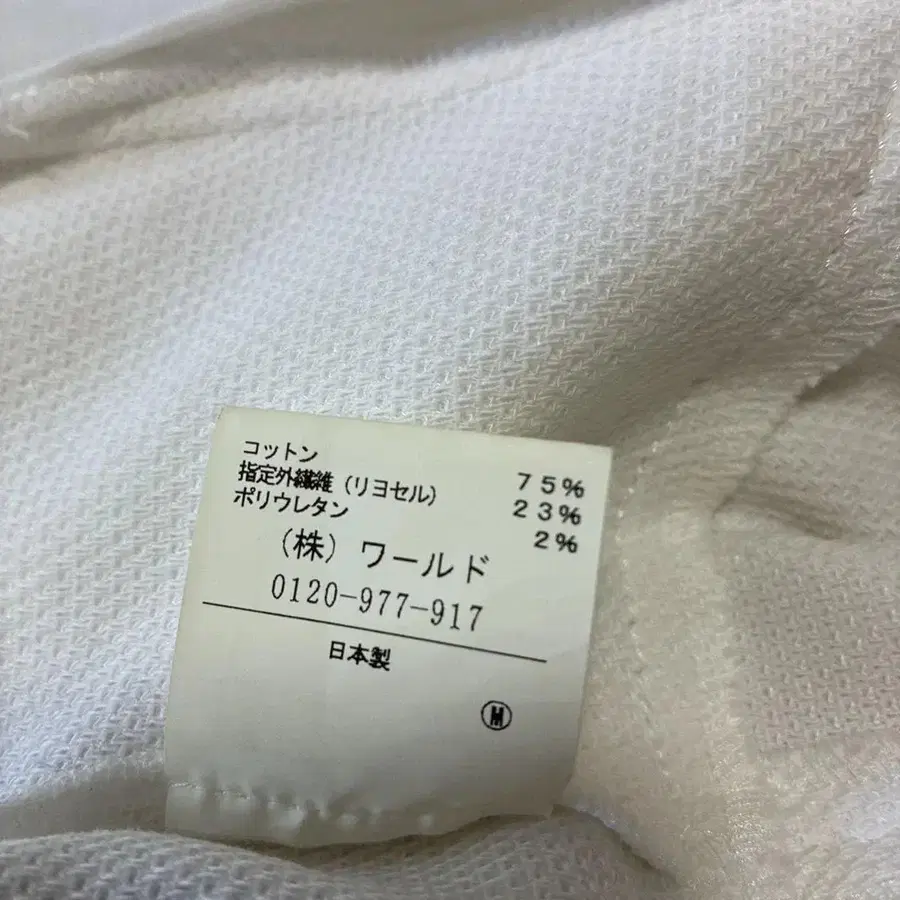 コットン 75%
指定外繊維（リヨセル） 23%
ポリウレタン 2%
（株）ワールド
0120-977-917
日本製
Ⓜ